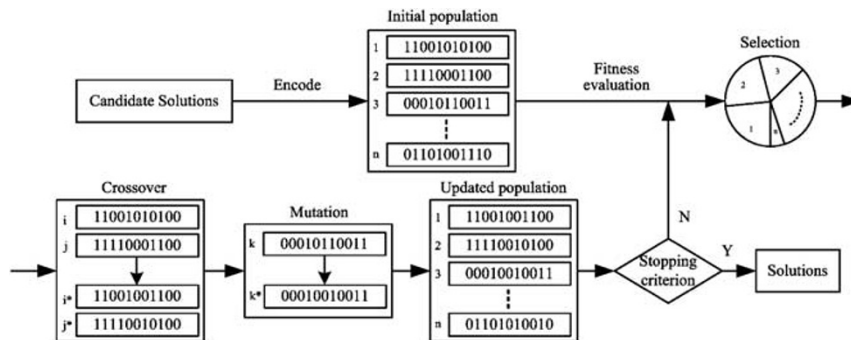 Initial population
1 11001010100
2 11110001100
3 00010110011
n 01101001110
Candidate Solutions
Encode
Fitness
evaluation
Selection
1
2
3
n
Crossover
i 11001010100
j 11110001100
i* 11001001100
j* 11110010100
Mutation
k 00010110011
k* 00010010011
Updated population
1 11001001100
2 11110010100
3 00010010011
n 01101010010
Stopping
criterion
N
Y
Solutions